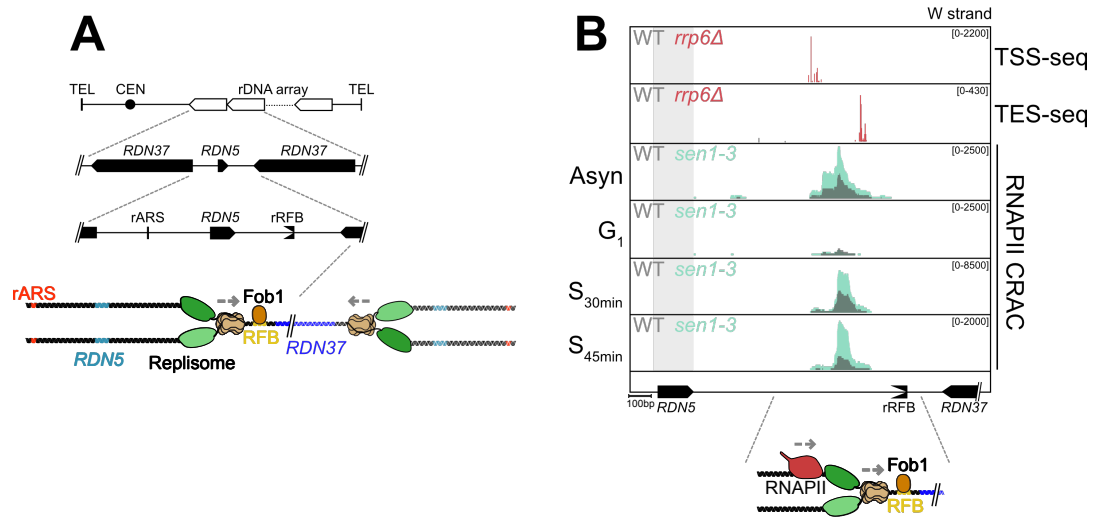 A
TEL
CEN
rDNA array
TEL
RDN37
RDN5
RDN37
rARS
RDN5
rRFB
rARS
Fob1
RFB
RDN37
RDN5
Replisome
B
W strand
WT rrp6Δ
[0-2200]
TSS-seq
WT rrp6Δ
[0-430]
TES-seq
Asyn
WT sen1-3
[0-2500]
G1
WT sen1-3
[0-2500]
S30min
WT sen1-3
[0-8500]
S45min
WT sen1-3
[0-2000]
RNAPII CRAC
100bp
RDN5
rRFB
RDN37
RNAPII
Fob1
RFB